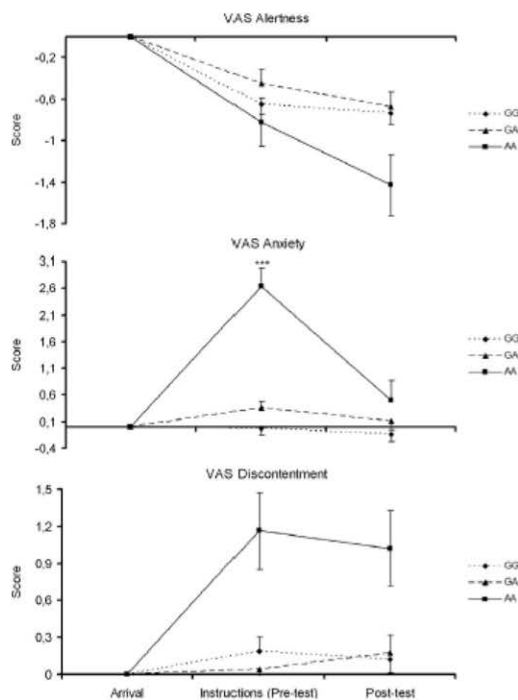 VAS Alertness
-0,2
-0,6
-1
-1,4
-1,8
Score
GG
GA
AA
VAS Anxiety
***
3,1
2,6
2,1
1,6
1,1
0,6
0,1
-0,4
Score
GG
GA
AA
VAS Discontentment
1,5
1,2
0,9
0,6
0,3
0
Score
GG
GA
AA
Arrival Instructions (Pre-test) Post-test